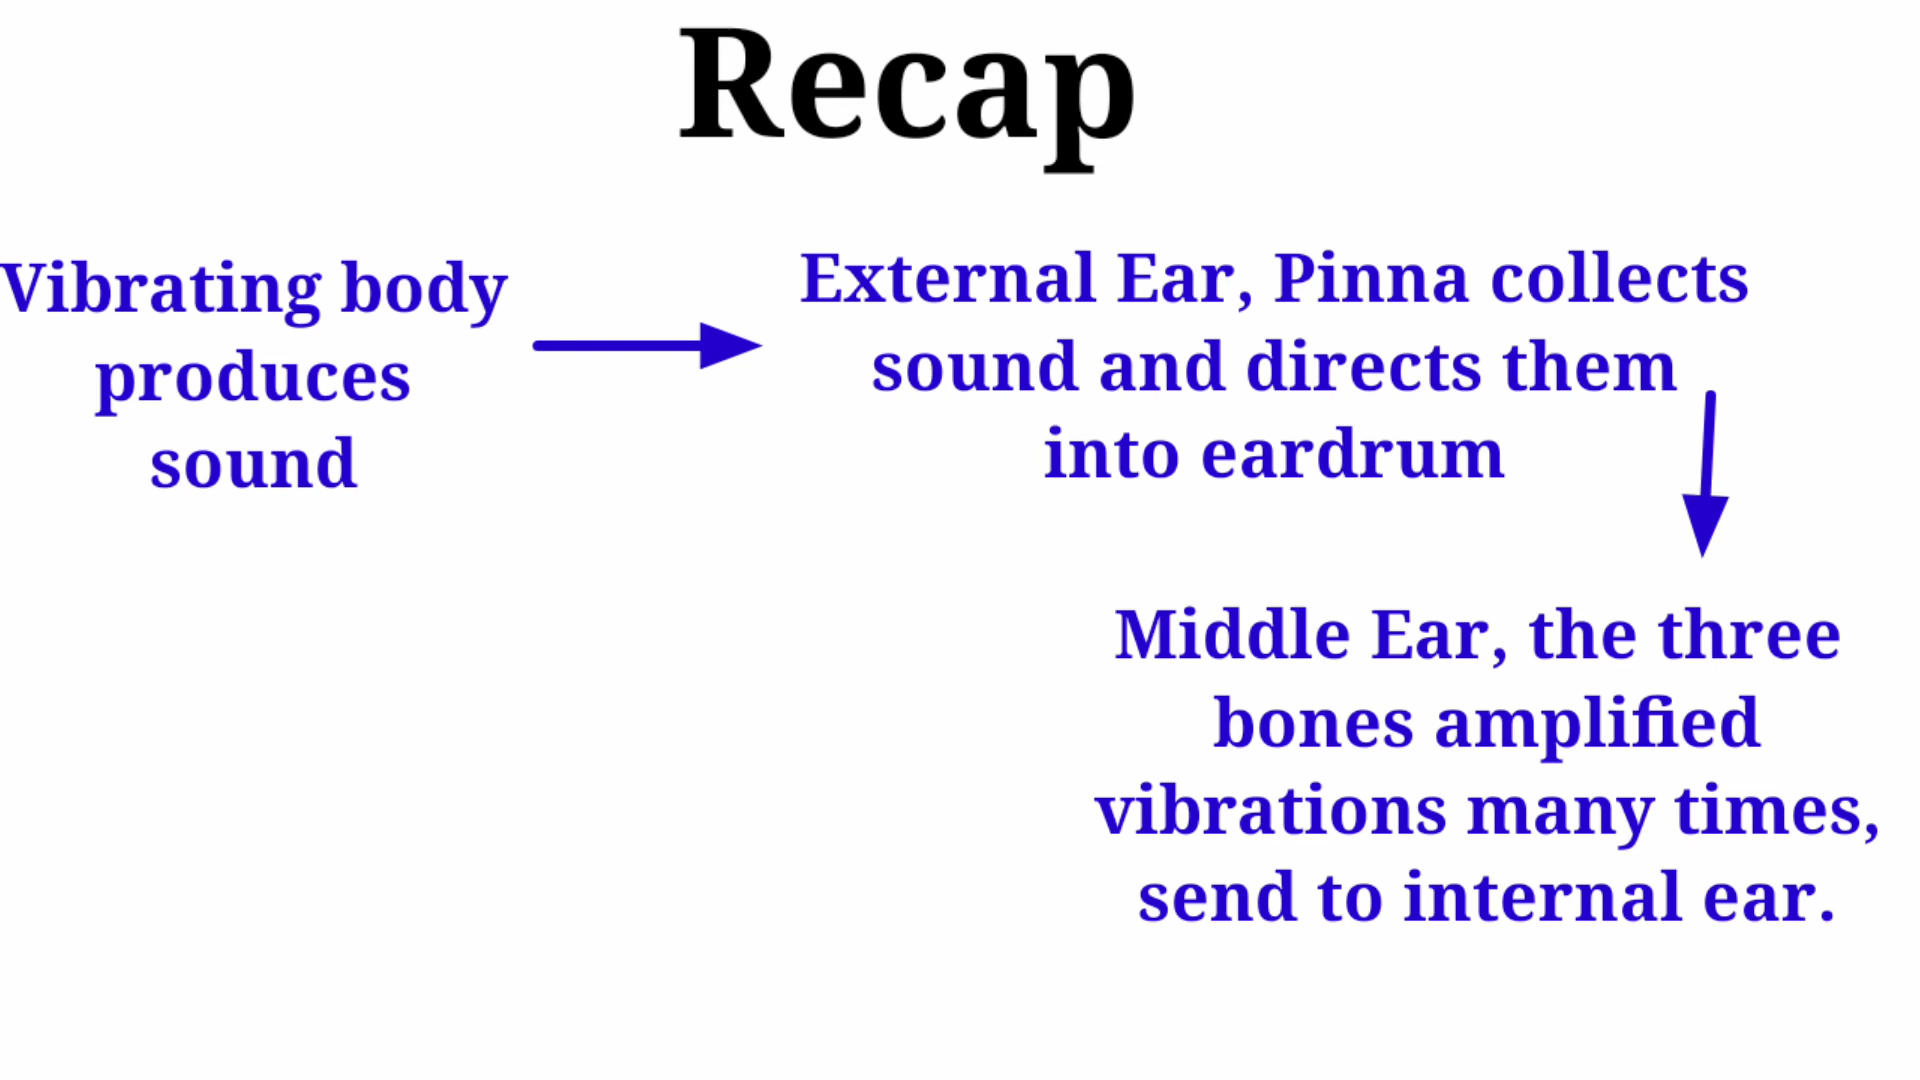 Recap
Vibrating body
produces
sound
External Ear, Pinna collects
sound and directs them
into eardrum
Middle Ear, the three
bones amplified
vibrations many times,
send to internal ear.